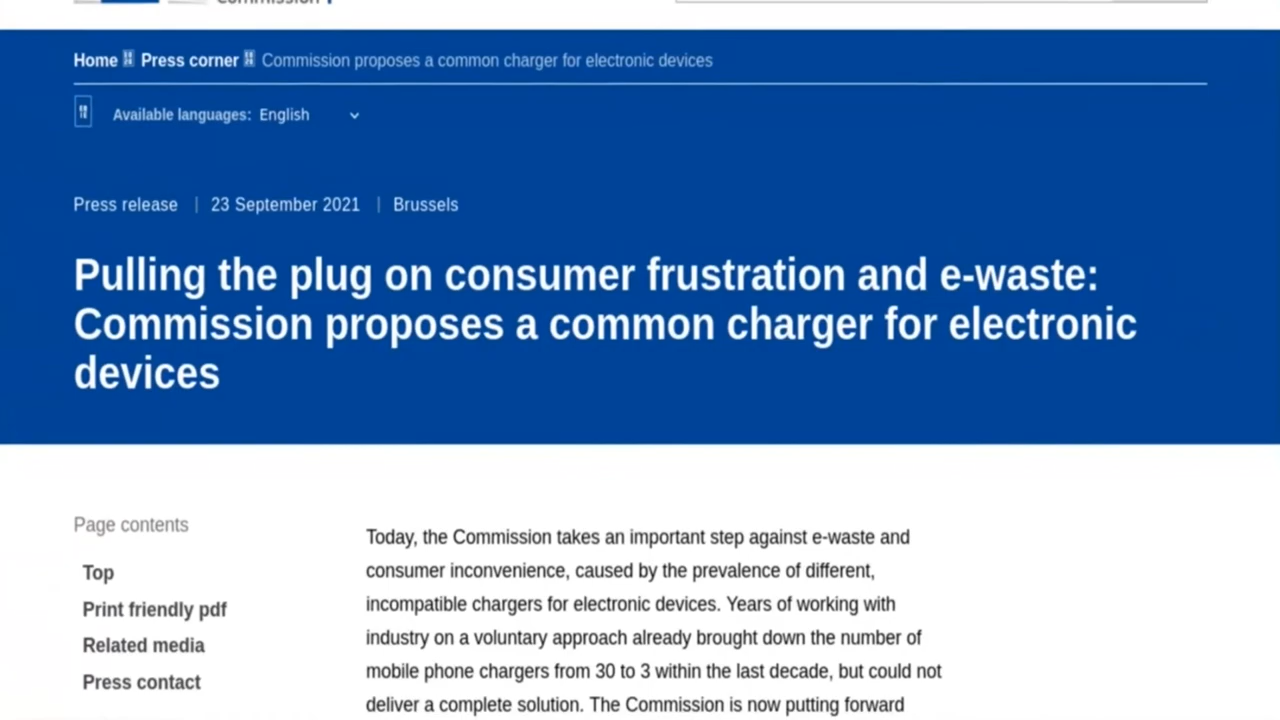 Commission
Home Press corner Commission proposes a common charger for electronic devices
Available languages: English
Press release | 23 September 2021 | Brussels
Pulling the plug on consumer frustration and e-waste:
Commission proposes a common charger for electronic
devices
Page contents
Top
Print friendly pdf
Related media
Press contact
Today, the Commission takes an important step against e-waste and
consumer inconvenience, caused by the prevalence of different,
incompatible chargers for electronic devices. Years of working with
industry on a voluntary approach already brought down the number of
mobile phone chargers from 30 to 3 within the last decade, but could not
deliver a complete solution. The Commission is now putting forward